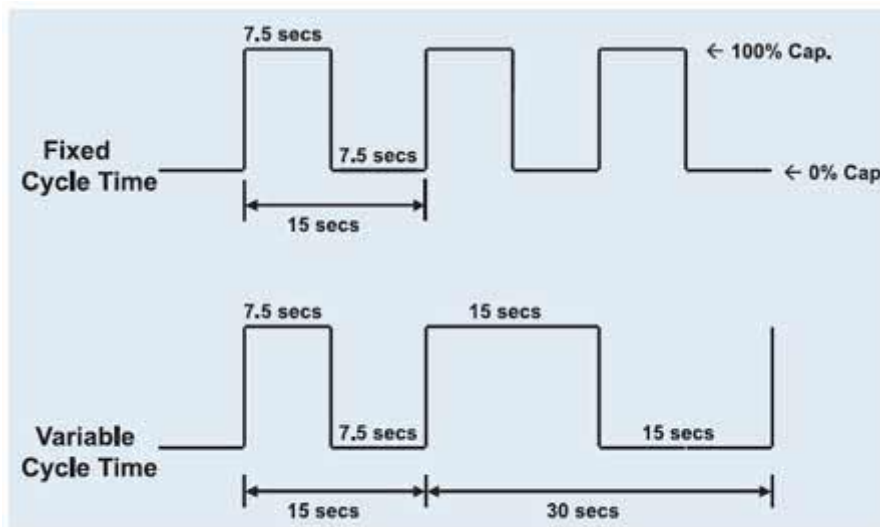 7.5 secs
← 100% Cap.
Fixed
Cycle Time
7.5 secs
← 0% Cap
15 secs
7.5 secs
15 secs
Variable
Cycle Time
7.5 secs
15 secs
15 secs
30 secs